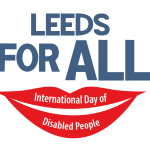 LEEDS
FOR ALL
International Day of
Disabled People